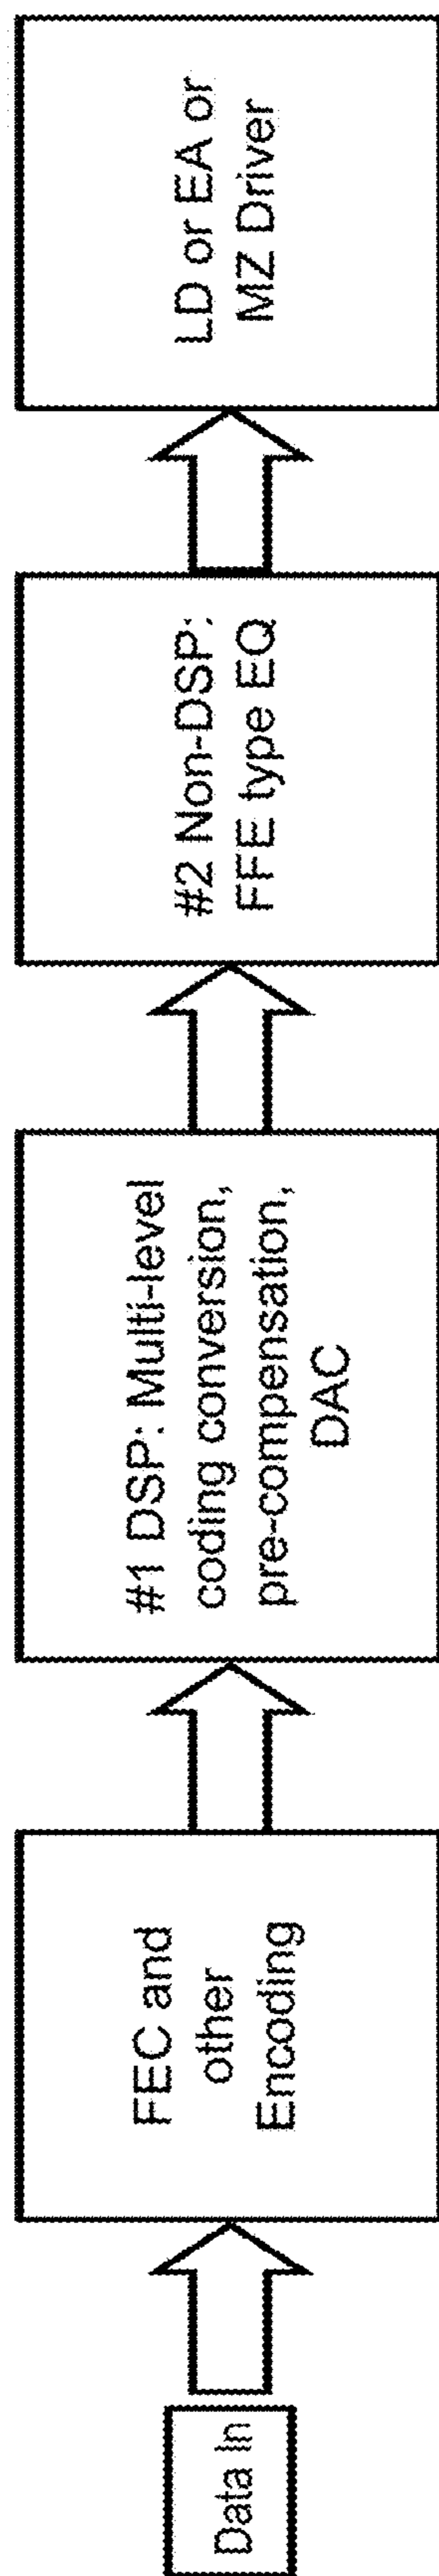 Data In
FEC and
other
Encoding
#1 DSP: Multi-level
coding conversion,
pre-compensation,
DAC
#2 Non-DSP:
FFE type EQ
LD or EA or
MZ Driver